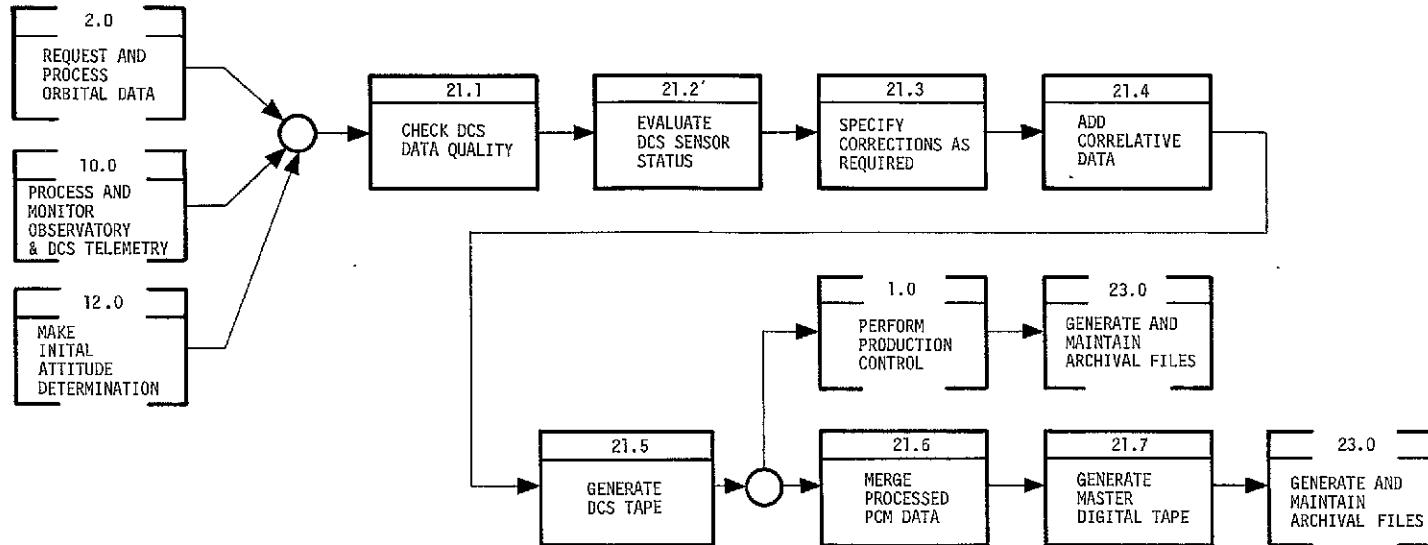 2.0
REQUEST AND
PROCESS
ORBITAL DATA
10.0
PROCESS AND
MONITOR
OBSERVATORY
& DCS TELEMETRY
12.0
MAKE
INITAL
ATTITUDE
DETERMINATION
21.1
CHECK DCS
DATA QUALITY
21.2'
EVALUATE
DCS SENSOR
STATUS
21.3
SPECIFY
CORRECTIONS AS
REQUIRED
21.4
ADD
CORRELATIVE
DATA
1.0
PERFORM
PRODUCTION
CONTROL
23.0
GENERATE AND
MAINTAIN
ARCHIVAL FILES
21.5
GENERATE
DCS TAPE
21.6
MERGE
PROCESSED
PCM DATA
21.7
GENERATE
MASTER
DIGITAL TAPE
23.0
GENERATE AND
MAINTAIN
ARCHIVAL FILES